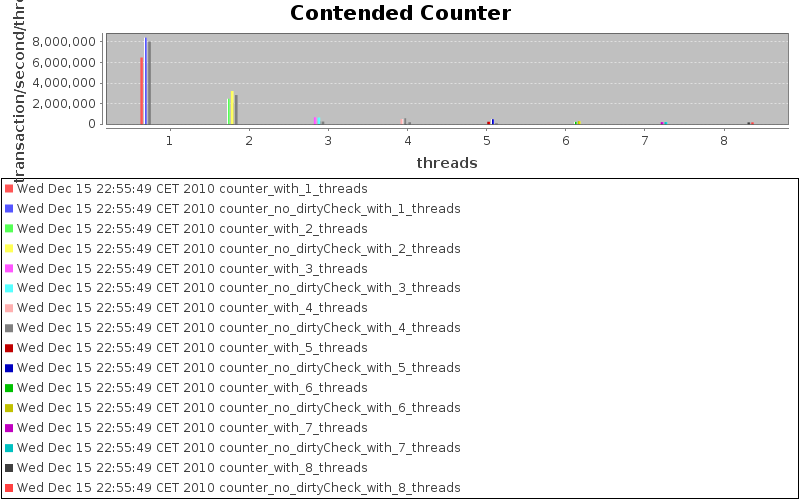 Contended Counter
transaction/second/thre
8,000,000
6,000,000
4,000,000
2,000,000
0
1 2 3 4 5 6 7 8
threads
Wed Dec 15 22:55:49 CET 2010 counter_with_1_threads
Wed Dec 15 22:55:49 CET 2010 counter_no_dirtyCheck_with_1_threads
Wed Dec 15 22:55:49 CET 2010 counter_with_2_threads
Wed Dec 15 22:55:49 CET 2010 counter_no_dirtyCheck_with_2_threads
Wed Dec 15 22:55:49 CET 2010 counter_with_3_threads
Wed Dec 15 22:55:49 CET 2010 counter_no_dirtyCheck_with_3_threads
Wed Dec 15 22:55:49 CET 2010 counter_with_4_threads
Wed Dec 15 22:55:49 CET 2010 counter_no_dirtyCheck_with_4_threads
Wed Dec 15 22:55:49 CET 2010 counter_with_5_threads
Wed Dec 15 22:55:49 CET 2010 counter_no_dirtyCheck_with_5_threads
Wed Dec 15 22:55:49 CET 2010 counter_with_6_threads
Wed Dec 15 22:55:49 CET 2010 counter_no_dirtyCheck_with_6_threads
Wed Dec 15 22:55:49 CET 2010 counter_with_7_threads
Wed Dec 15 22:55:49 CET 2010 counter_no_dirtyCheck_with_7_threads
Wed Dec 15 22:55:49 CET 2010 counter_with_8_threads
Wed Dec 15 22:55:49 CET 2010 counter_no_dirtyCheck_with_8_threads